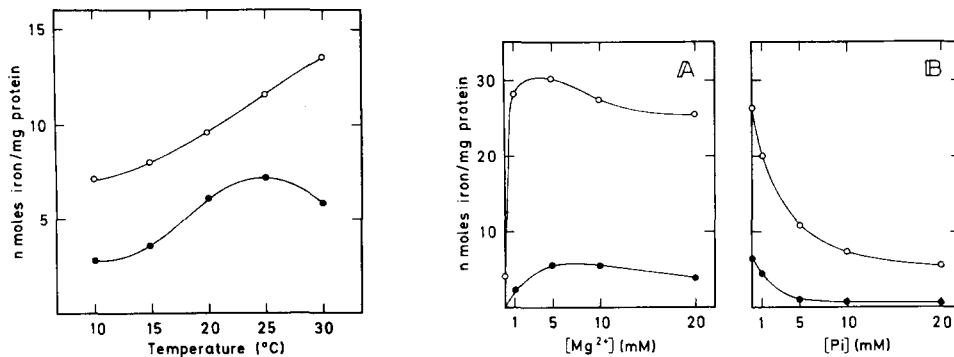 n moles iron/mg protein
15
10
5
10 15 20 25 30
Temperature (°C)
n moles iron/mg protein
30
20
10
A
1 5 10 20
[Mg²⁺] (mM)
B
1 5 10 20
[Pi] (mM)